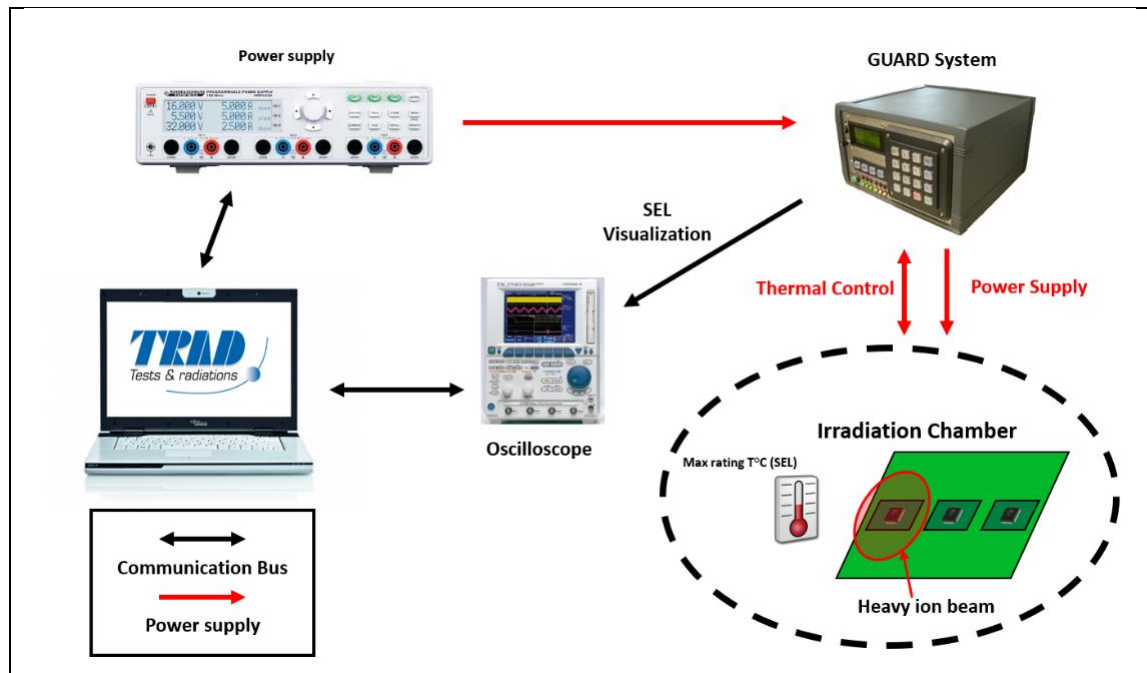 Power supply
GUARD System
16.000 V 5.000 A
5.500 V 5.000 A
32.000 V 2.500 A
SEL
Visualization
Thermal Control
Power Supply
TRAD
Tests & radiations
Oscilloscope
Irradiation Chamber
Max rating T°C (SEL)
Communication Bus
Power supply
Heavy ion beam